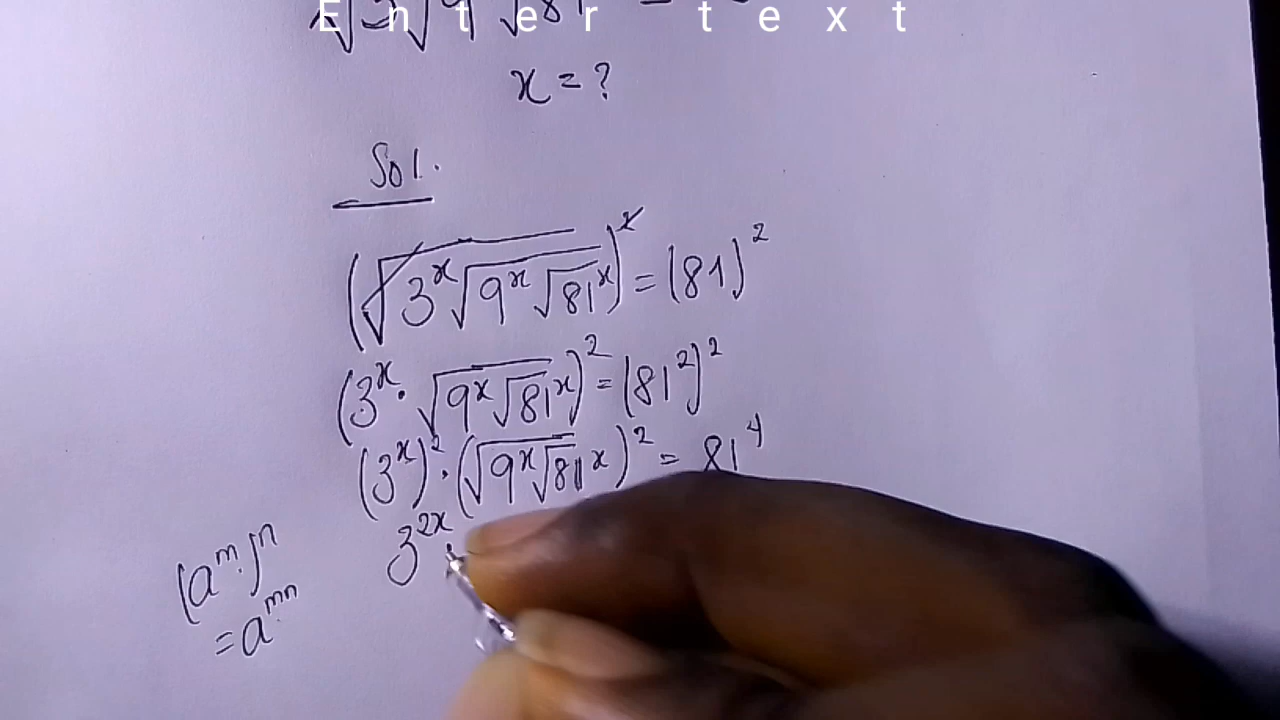 E n t e r t e x t
x = ?
Sol.
(√(3^x √(9^x √81^x)))^2 = (81)^2
(3^x · √(9^x √81^x))^2 = (81^2)^2
(3^x)^2 · (√(9^x √81^x))^2 = 81^4
3^2x ·
(a^m·)^n
= a^mn